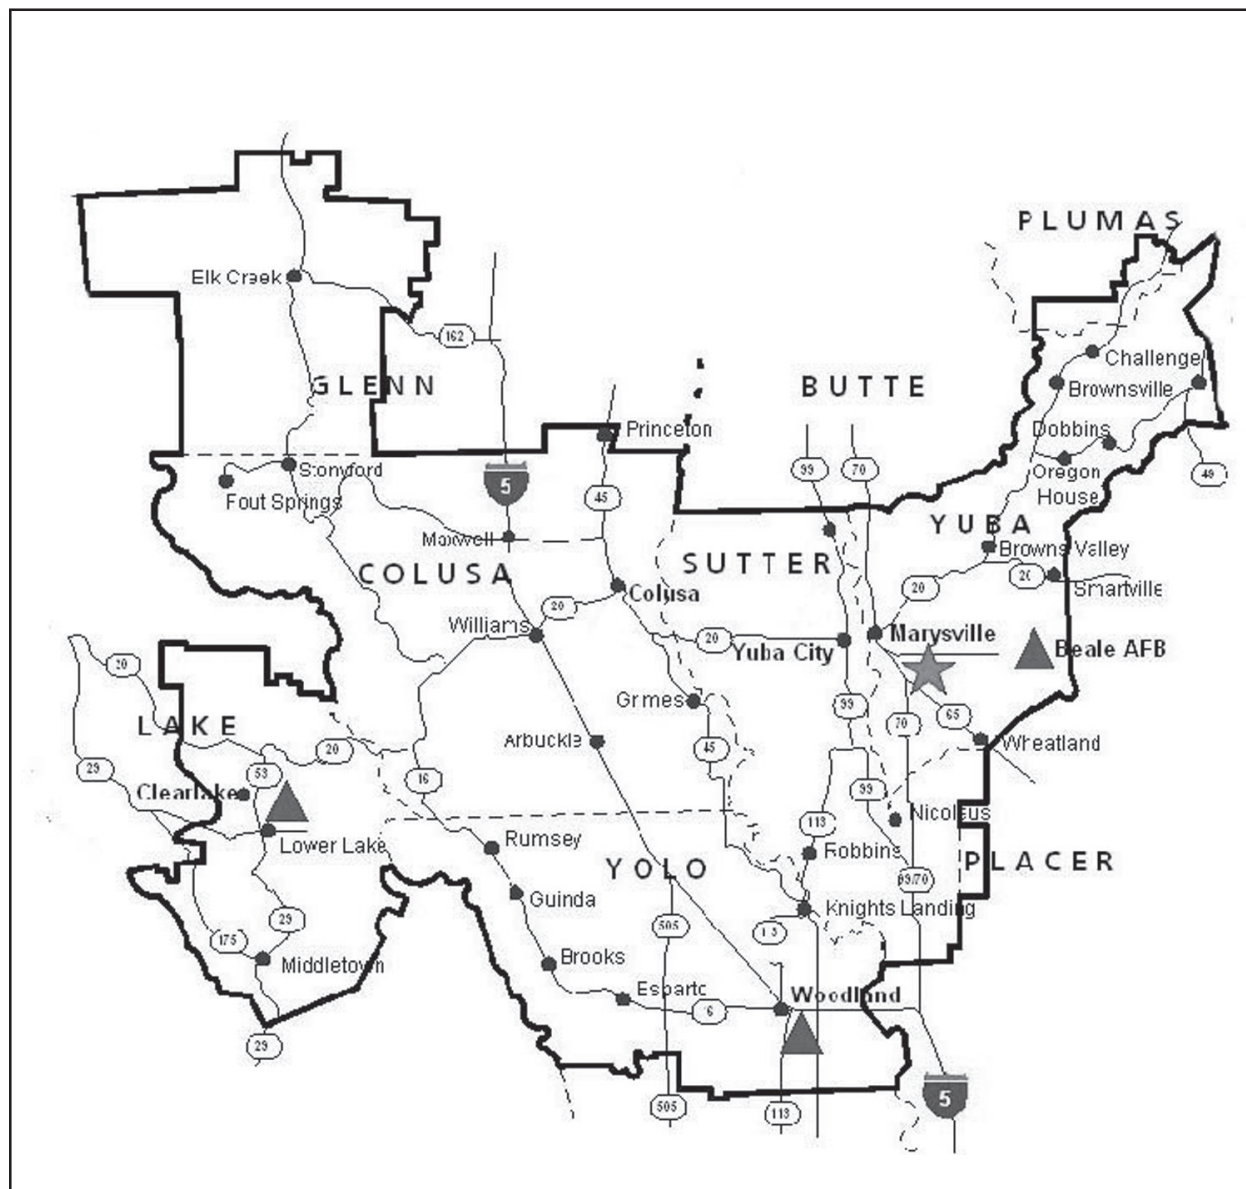 PLUMAS
Elk Creek
162
Challenge
GLENN
BUTTE
Brownsville
Princeton
Dobbins
Stonyford
99
70
Oregon
House
49
5
45
Fout Springs
YUBA
Maxwell
Browns Valley
SUTTER
COLUSA
20
20
Smartville
Colusa
20
Williams
20
Marysville
Yuba City
Beale AFB
20
Grimes
99
65
LAKE
70
Arbuckle
45
Wheatland
20
29
53
16
Clearlake
99
Nicolaus
113
Lower Lake
Rumsey
Robbins
YOLO
PLACER
99/70
Guinda
Knights Landing
29
505
175
Middletown
Brooks
Esparto
Woodland
16
29
5
505
113